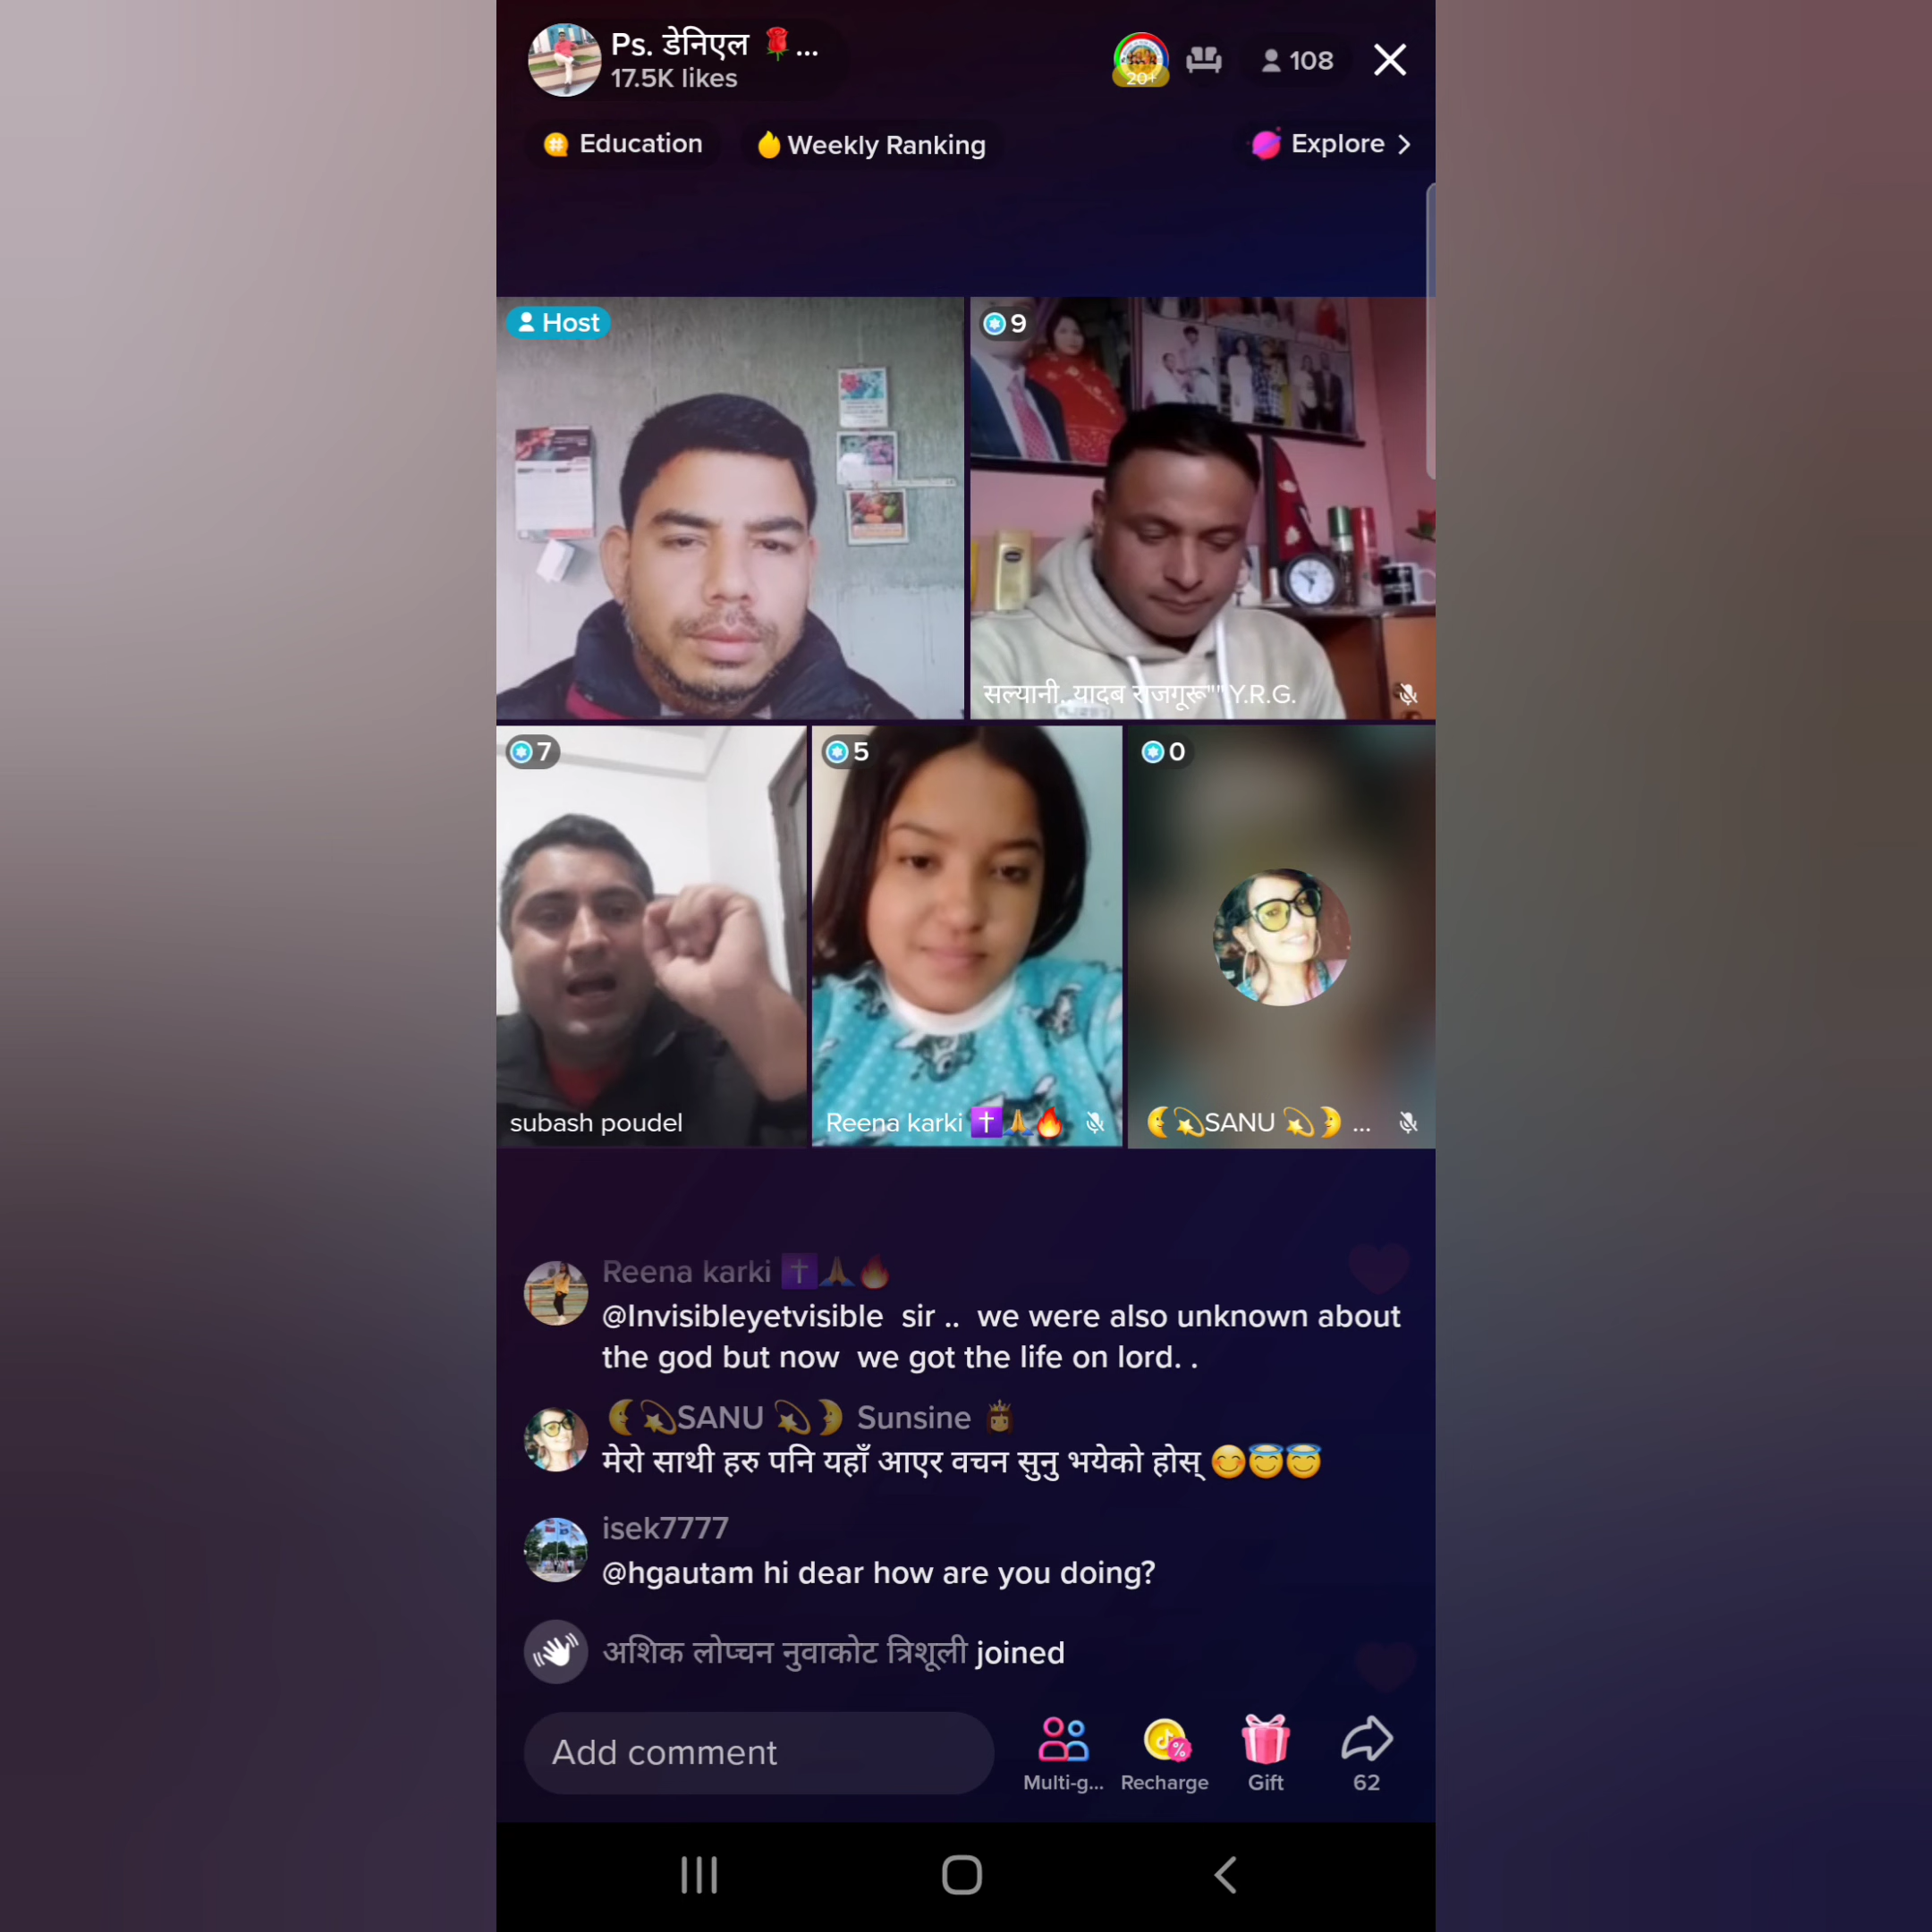 Ps. डेनिएल 🌹...
17.5K likes
20+
108
Education
Weekly Ranking
Explore
Host
9
सल्यानी..यादब राजगूरू"" Y.R.G.
7
5
0
subash poudel
Reena karki ✝️🙏🔥
🌜💫SANU 💫🌛 ...
Reena karki ✝️🙏🔥
@Invisibleyetvisible sir .. we were also unknown about
the god but now we got the life on lord. .
🌜💫SANU 💫🌛 Sunsine 👸🏾
मेरो साथी हरु पनि यहाँ आएर वचन सुनु भयेको होस् 😊😇😇
isek7777
@hgautam hi dear how are you doing?
अशिक लोप्चन नुवाकोट त्रिशूली joined
Add comment
Multi-g...
Recharge
Gift
62